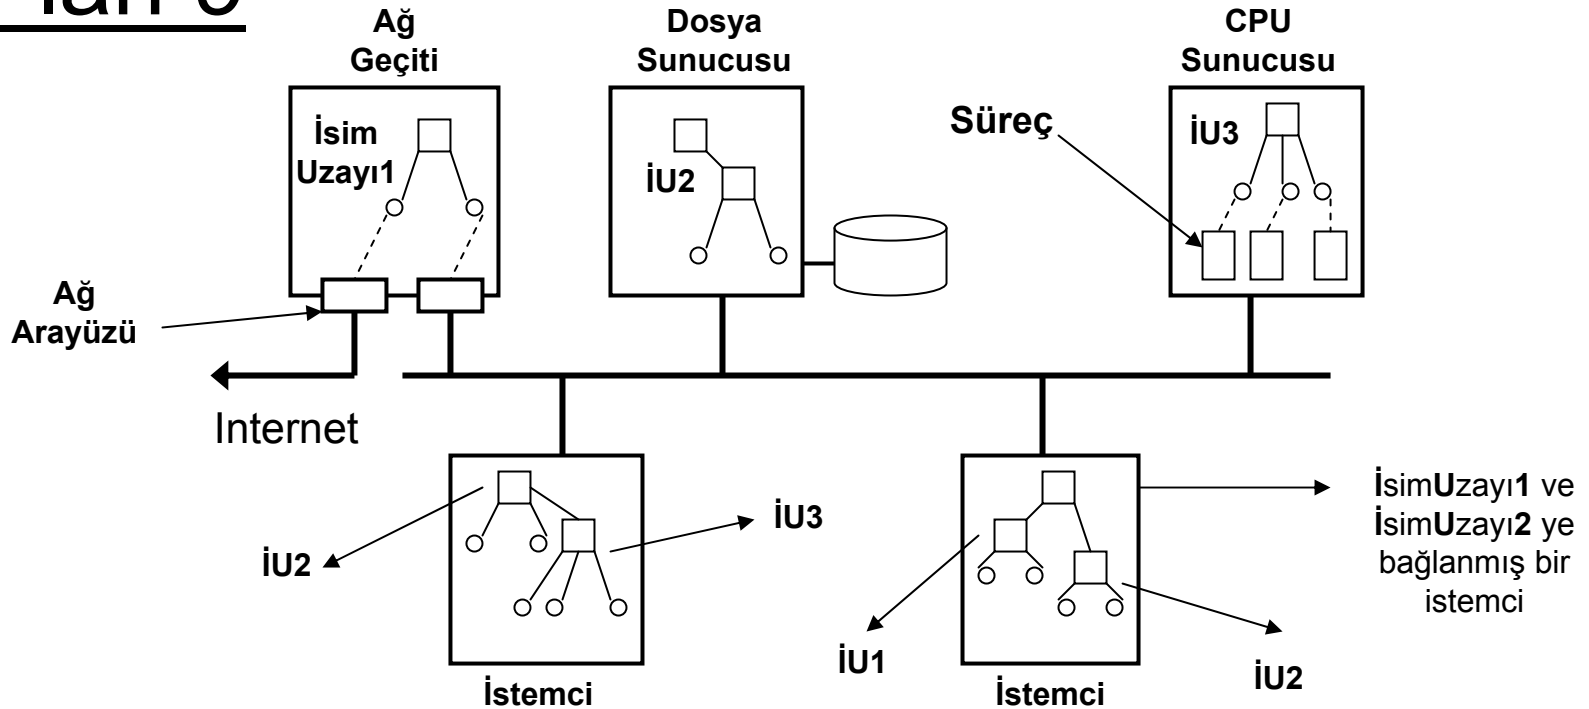 Ağ
Geçiti
Dosya
Sunucusu
CPU
Sunucusu
İsim
Uzayı1
İU2
Süreç
İU3
Ağ
Arayüzü
Internet
İU2
İU3
İU1
İU2
İsimUzayı1 ve
İsimUzayı2 ye
bağlanmış bir
istemci
İstemci
İstemci